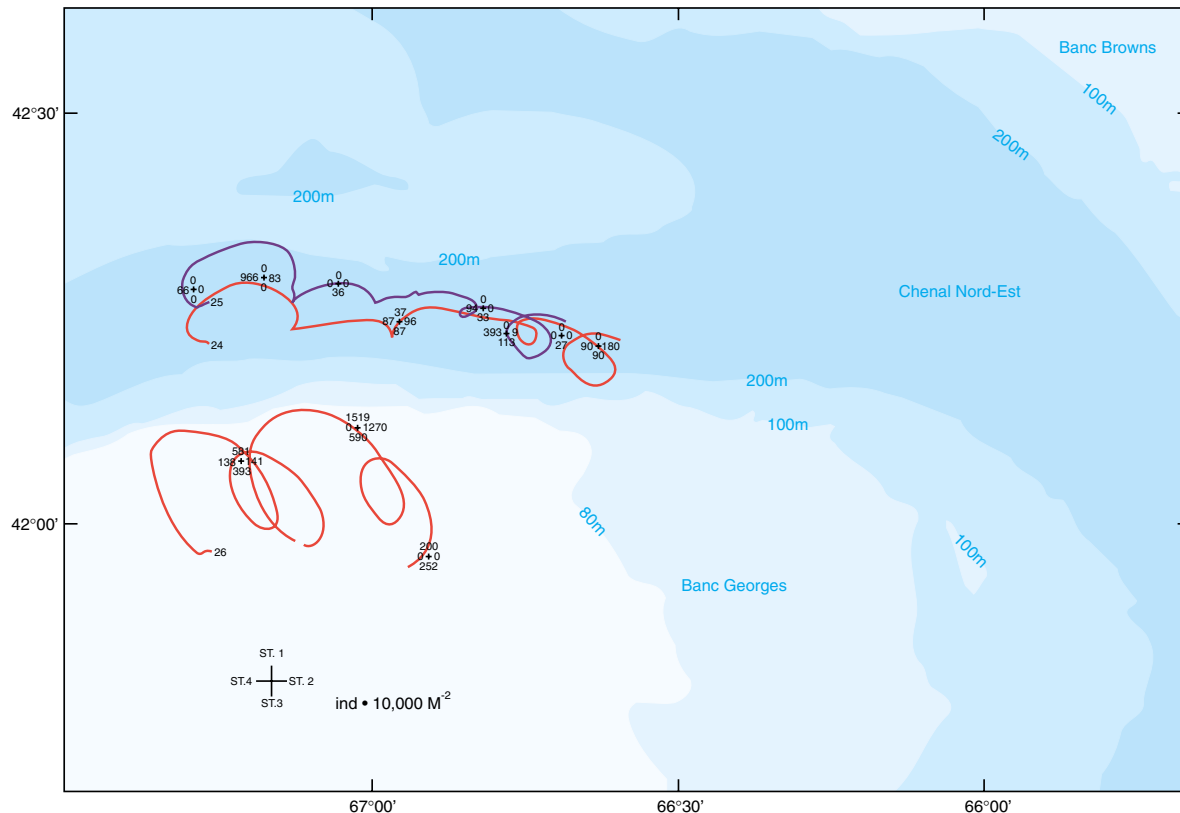 Banc Browns
100m
42°30'
200m
200m
200m
Chenal Nord-Est
0
66 0
0
25
0
966 83
0
0
0 0
36
24
37
87 96
87
0
94 0
33
0
393 9
113
0
0 0
27
0
90 180
90
200m
100m
1519
0 1270
590
581
138 141
393
42°00'
80m
100m
26
200
0 0
252
Banc Georges
ST. 1
ST.4 ST. 2
ST.3
ind • 10,000 M-2
67°00' 66°30' 66°00'